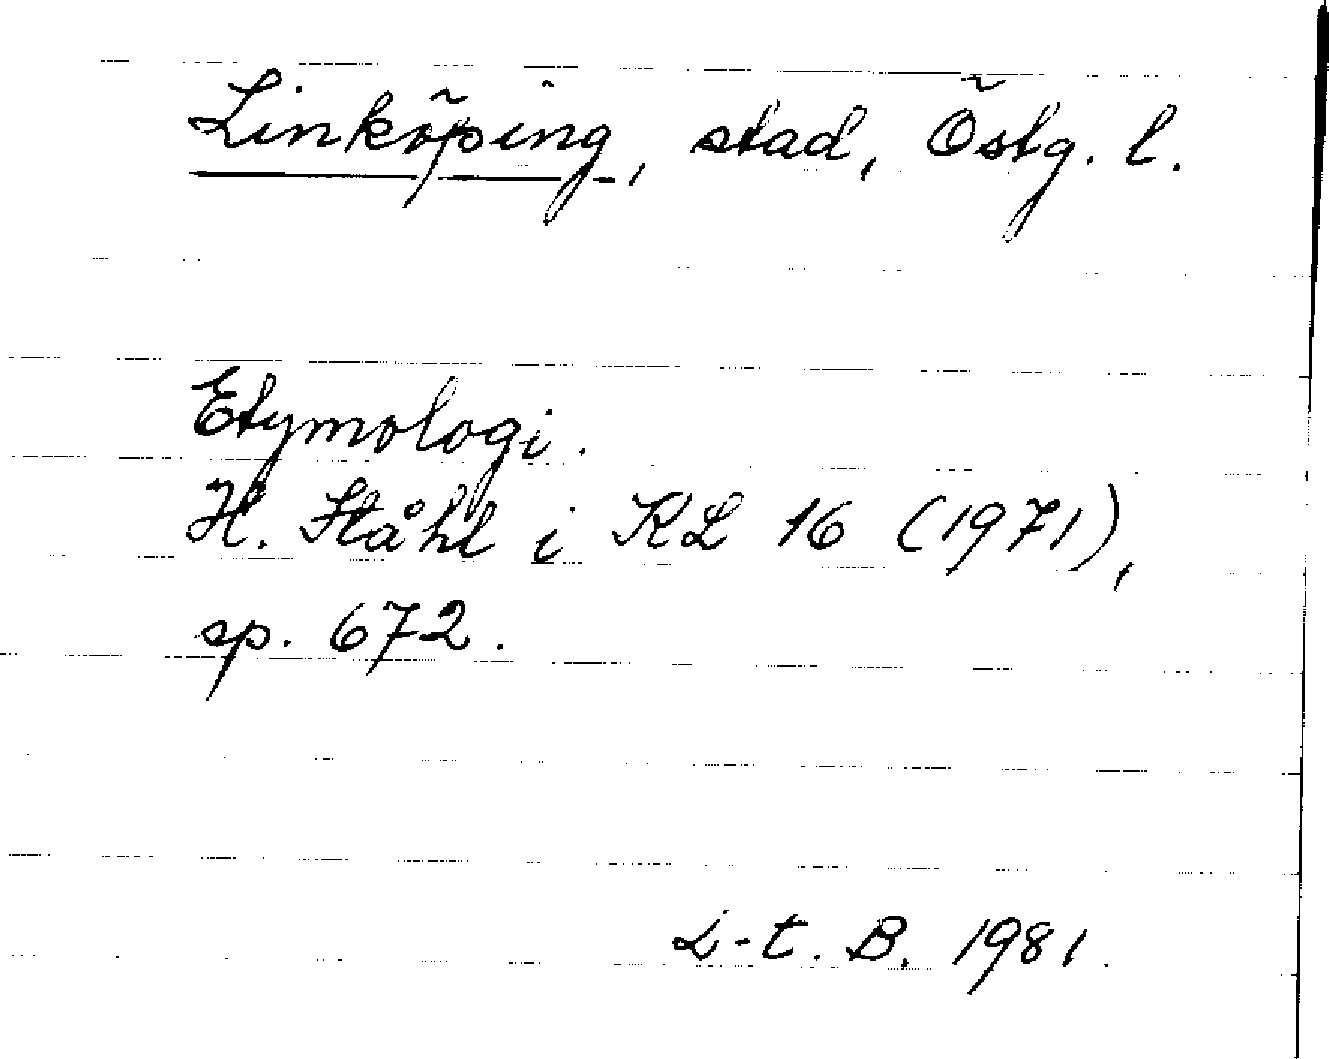 Linköping, stad, Östg. l.
Etymologi.
H. Ståhl i KL 16 (1971),
sp. 672.
L-t. B. 1981.